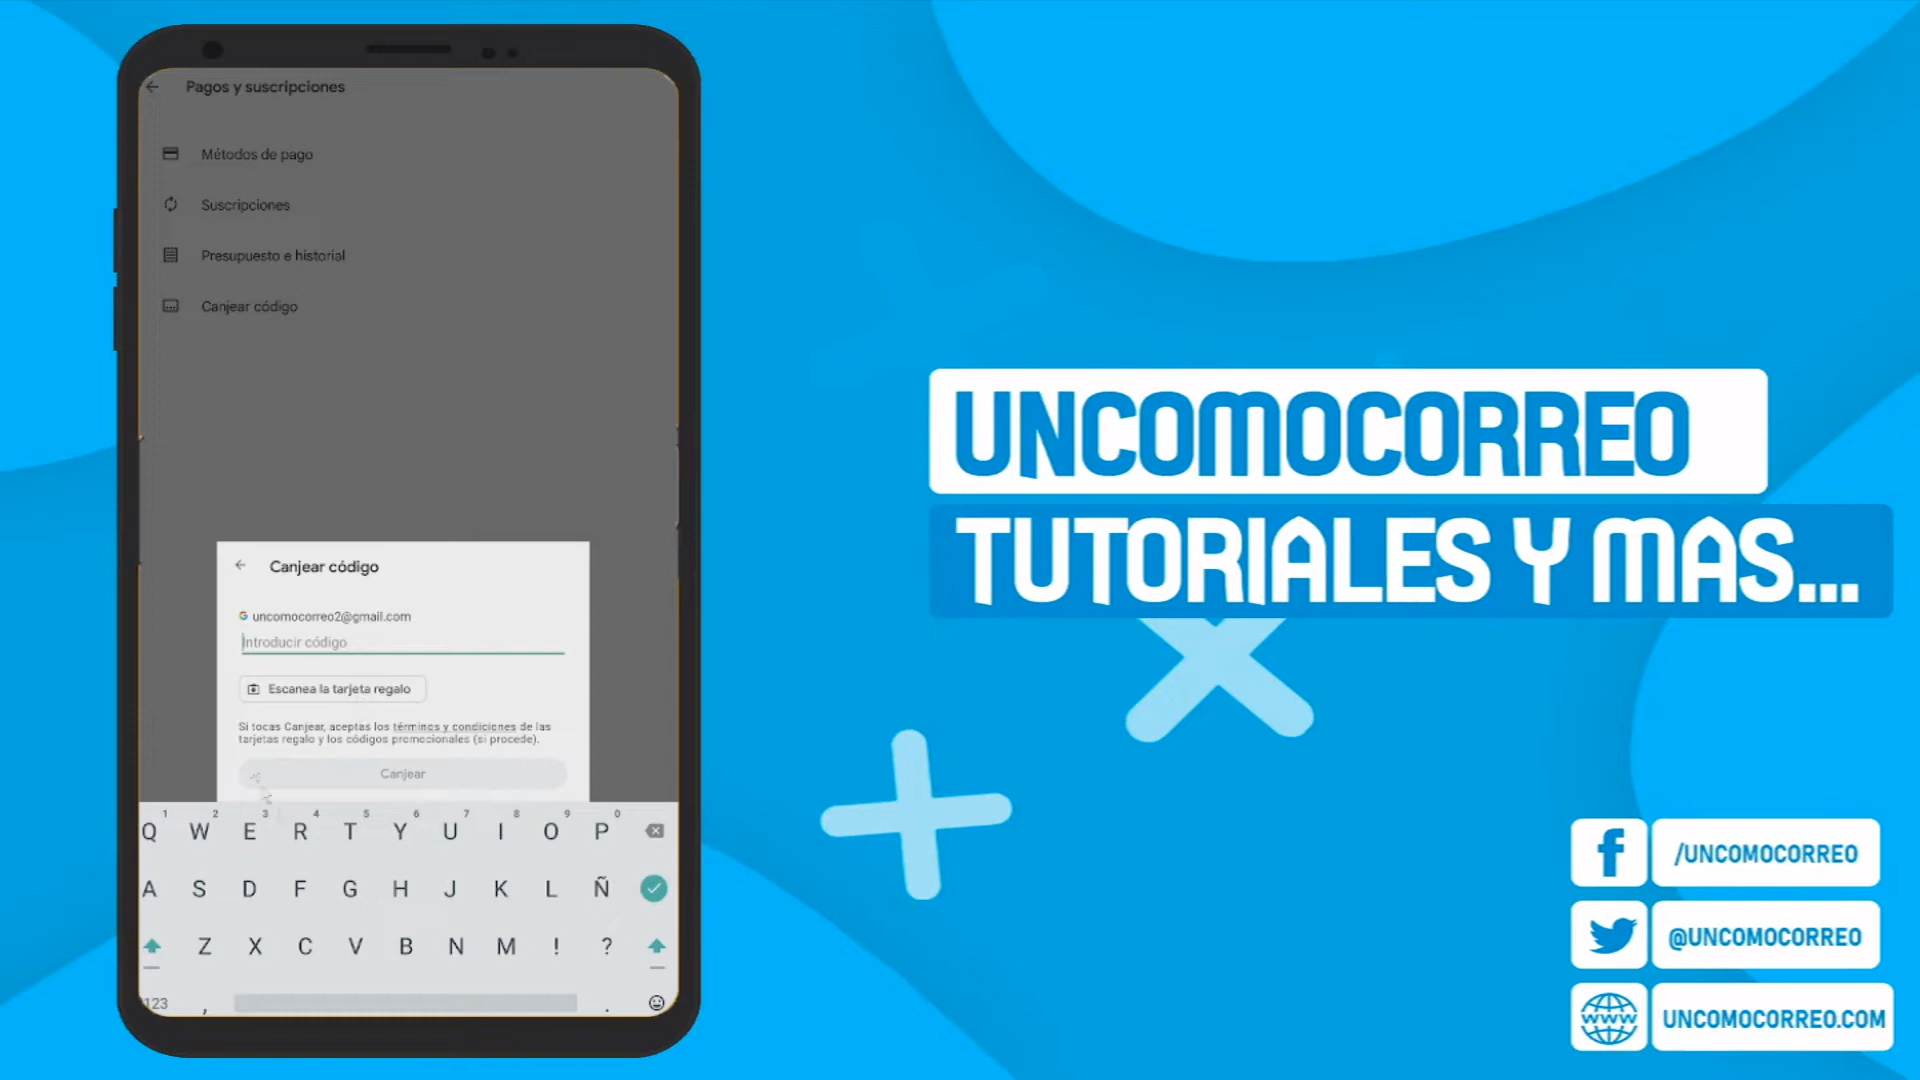 Pagos y suscripciones
Métodos de pago
Suscripciones
Presupuesto e historial
Canjear código
Canjear código
G uncomocorreo2@gmail.com
Introducir código
Escanea la tarjeta regalo
Si tocas Canjear, aceptas los términos y condiciones de las
tarjetas regalo y los códigos promocionales (si procede).
Canjear
1 2 3 4 5 6 7 8 9 0
Q W E R T Y U I O P
A S D F G H J K L Ñ
Z X C V B N M ! ?
?123 , .
UNCOMOCORREO
TUTORIALES Y MAS...
f /UNCOMOCORREO
@UNCOMOCORREO
WWW UNCOMOCORREO.COM